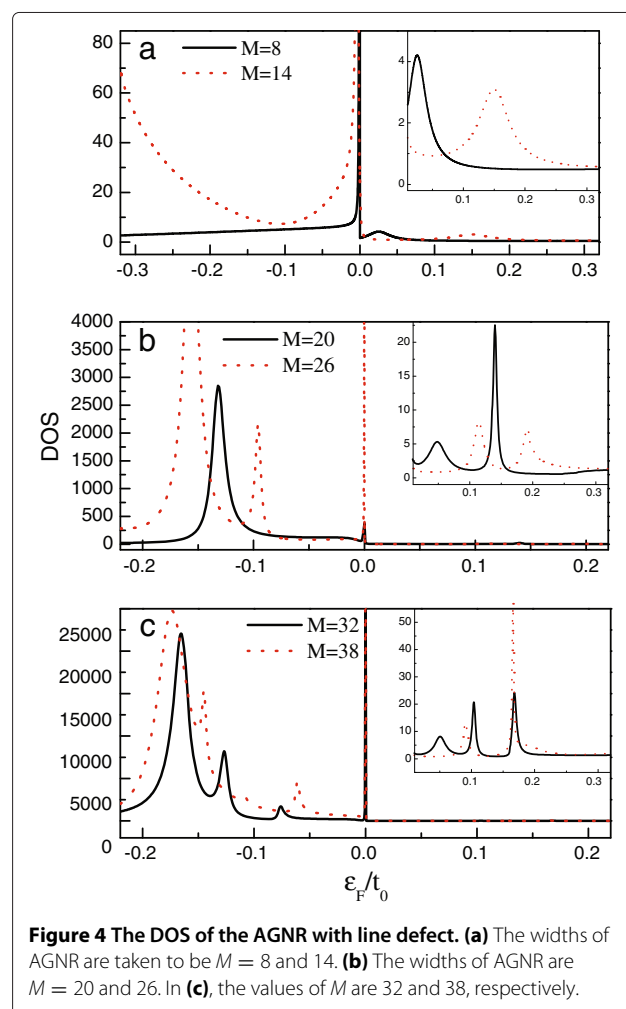 a
M=8
M=14
80
60
40
20
0
-0.3 -0.2 -0.1 0.0 0.1 0.2 0.3
4
2
0
0.1 0.2 0.3
b
M=20
M=26
DOS
4000
3500
3000
2500
2000
1500
1000
500
0
-0.2 -0.1 0.0 0.1 0.2
20
15
10
5
0
0.1 0.2 0.3
c
M=32
M=38
25000
20000
15000
10000
5000
0
-0.2 -0.1 0.0 0.1 0.2
50
40
30
20
10
0
0.1 0.2 0.3
ε_F/t_0
Figure 4 The DOS of the AGNR with line defect. (a) The widths of
AGNR are taken to be M = 8 and 14. (b) The widths of AGNR are
M = 20 and 26. In (c), the values of M are 32 and 38, respectively.